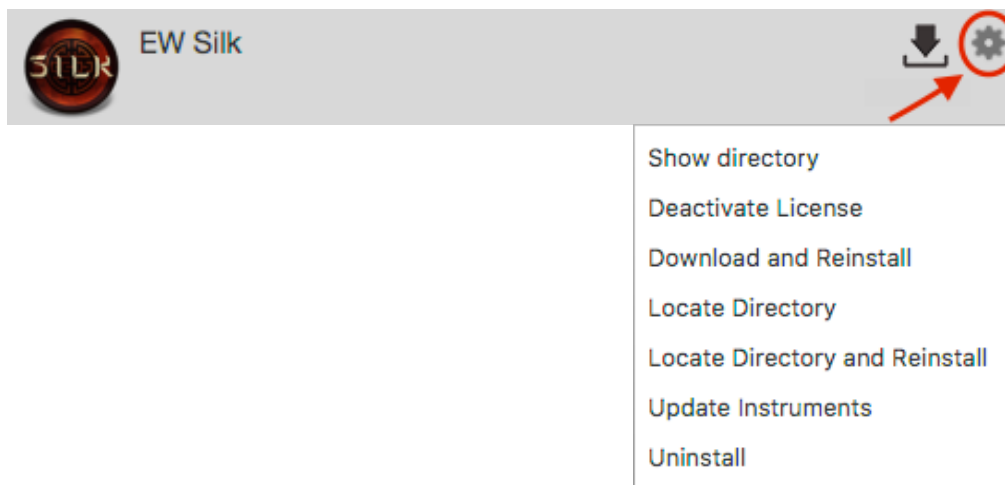 SILK
EW Silk
Show directory
Deactivate License
Download and Reinstall
Locate Directory
Locate Directory and Reinstall
Update Instruments
Uninstall